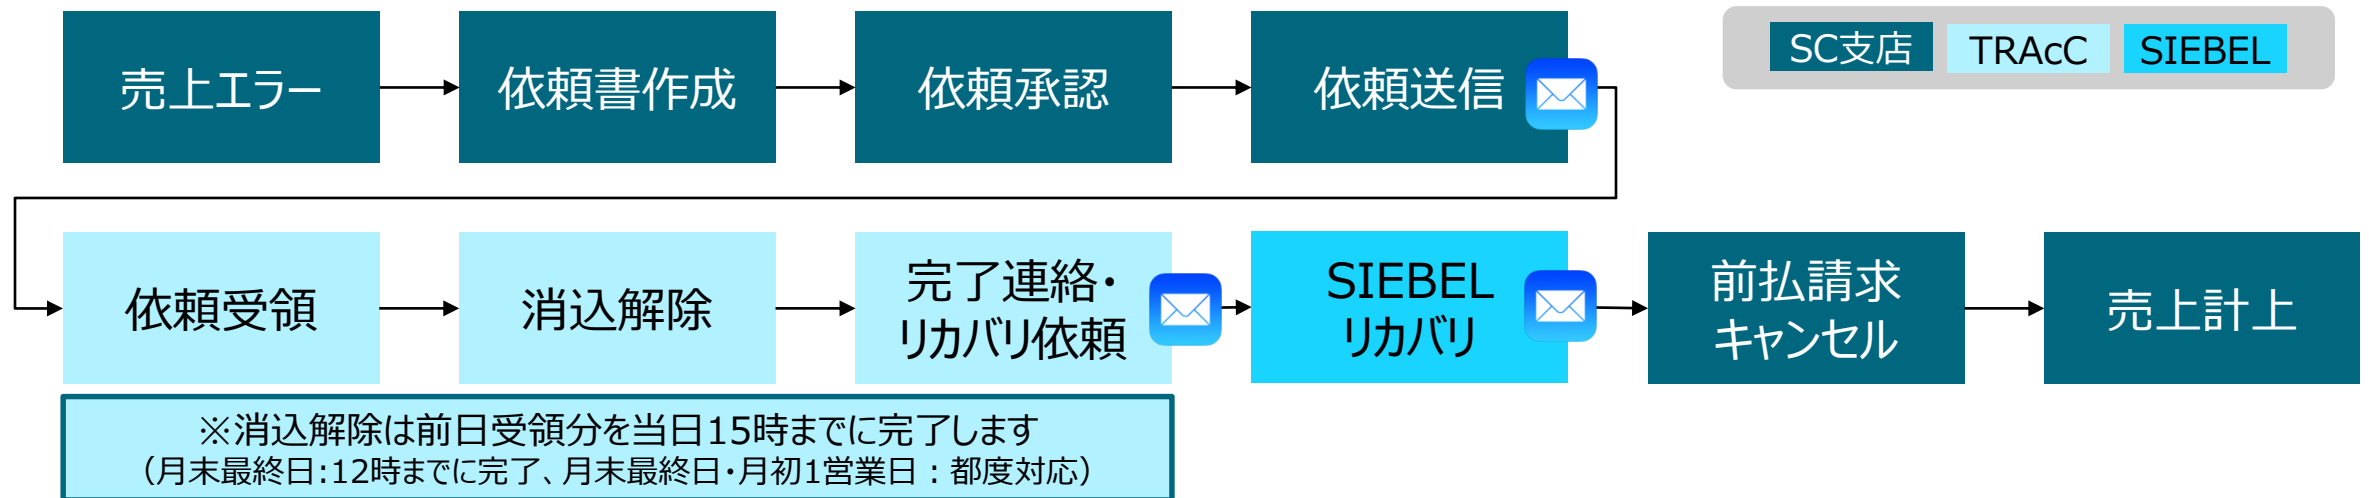 売上エラー
依頼書作成
依頼承認
依頼送信
SC支店
TRAcC
SIEBEL
依頼受領
消込解除
完了連絡・
リカバリ依頼
SIEBEL
リカバリ
前払請求
キャンセル
売上計上
※消込解除は前日受領分を当日15時までに完了します
（月末最終日:12時までに完了、月末最終日・月初1営業日：都度対応）